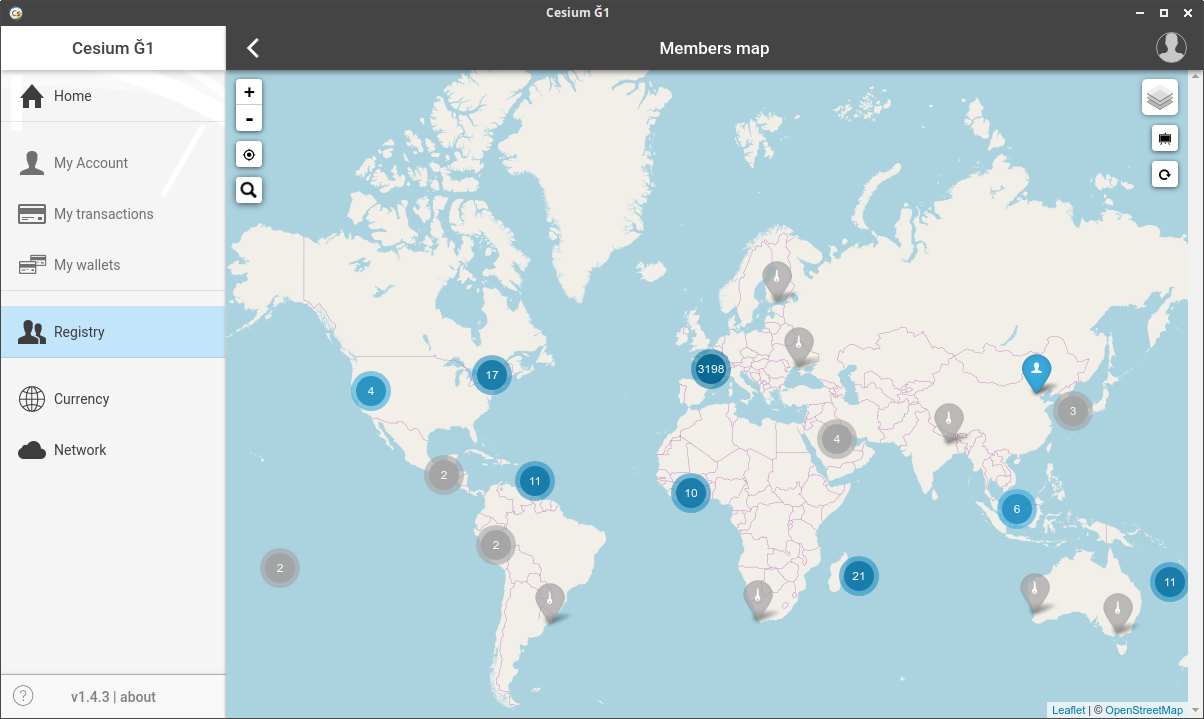 Cesium Ğ1
Cesium Ğ1
Members map
Home
My Account
My transactions
My wallets
Registry
Currency
Network
v1.4.3 | about
?
+
-
3198
17
4
3
4
2
11
10
6
2
2
21
11
Leaflet | © OpenStreetMap